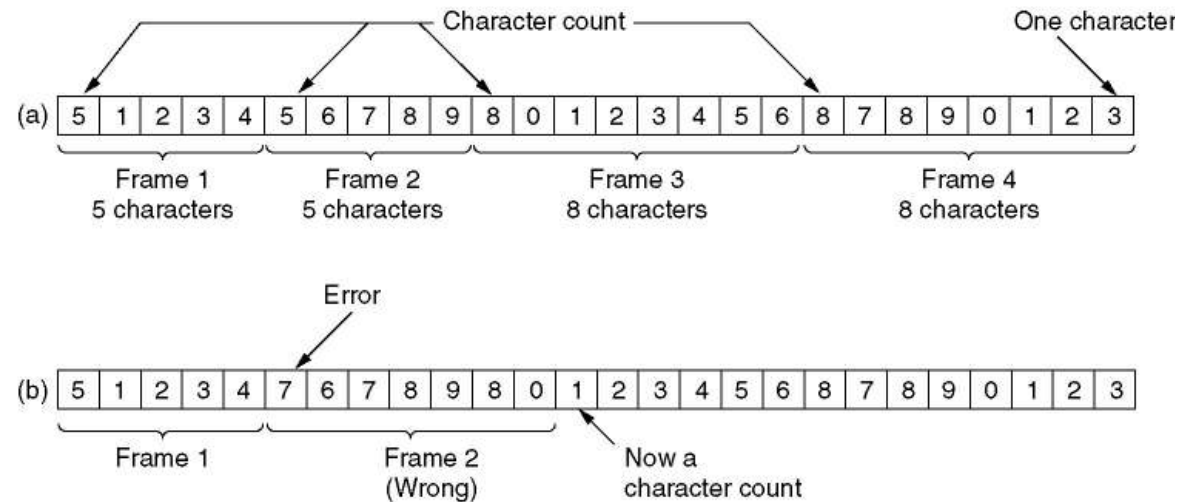 Character count
One character
(a) 5 1 2 3 4 5 6 7 8 9 8 0 1 2 3 4 5 6 8 7 8 9 0 1 2 3
Frame 1
5 characters
Frame 2
5 characters
Frame 3
8 characters
Frame 4
8 characters
Error
(b) 5 1 2 3 4 7 6 7 8 9 8 0 1 2 3 4 5 6 8 7 8 9 0 1 2 3
Frame 1
Frame 2
(Wrong)
Now a
character count